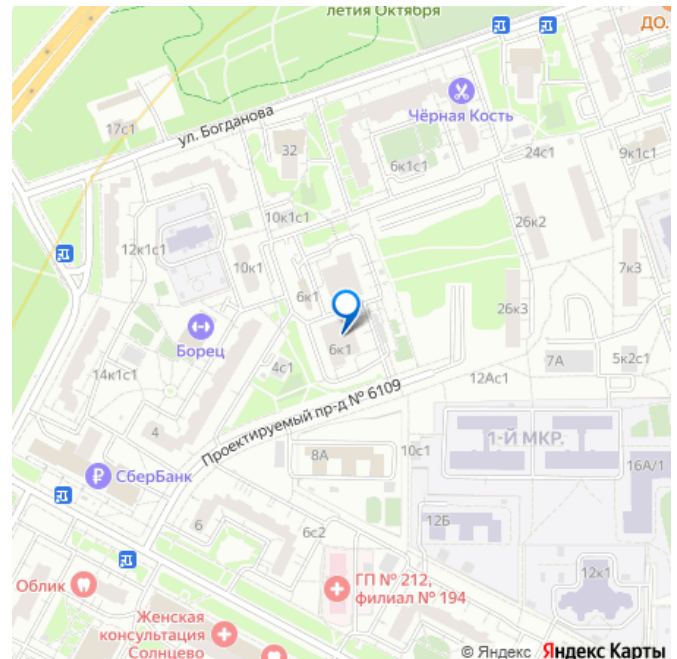 летия Октября
ДО.
17с1
ул. Богданова
Чёрная Кость
32
6к1с1
24с1
9к1с1
10к1с1
26к2
12к1с1
10к1
7к3
6к1
26к3
Борец
6к1
4с1
7А
5к2с1
14к1с1
12Ас1
Проектируемый пр-д № 6109
4
1-Й МКР.
8А
10с1
16А/1
СберБанк
12Б
6
6с2
12к1
ГП № 212,
филиал № 194
Облик
Женская
консультация
Солнцево
© Яндекс Яндекс Карты